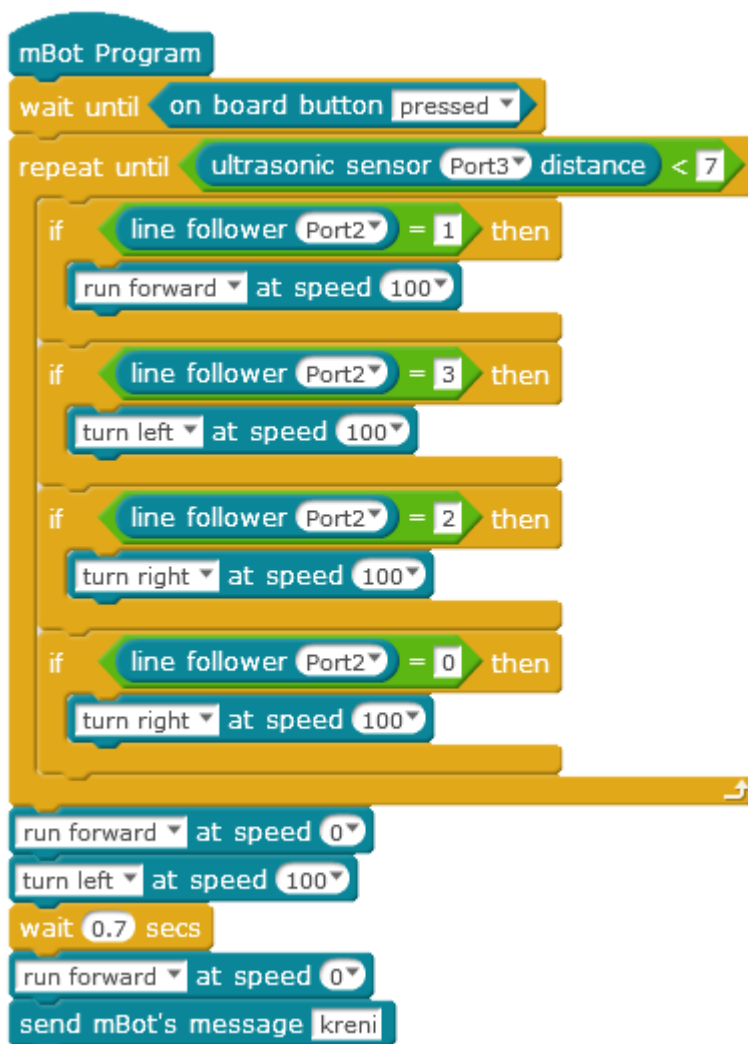 mBot Program
wait until on board button pressed
repeat until ultrasonic sensor Port3 distance < 7
if line follower Port2 = 1 then
run forward at speed 100
if line follower Port2 = 3 then
turn left at speed 100
if line follower Port2 = 2 then
turn right at speed 100
if line follower Port2 = 0 then
turn right at speed 100
run forward at speed 0
turn left at speed 100
wait 0.7 secs
run forward at speed 0
send mBot's message kreni